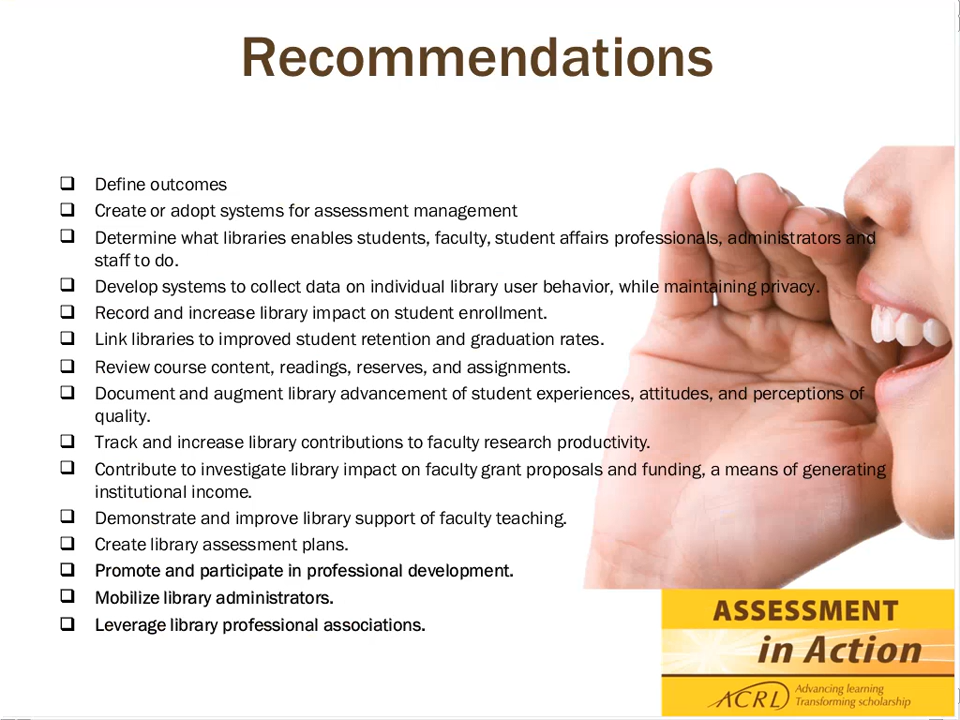 Recommendations
❑ Define outcomes
❑ Create or adopt systems for assessment management
❑ Determine what libraries enables students, faculty, student affairs professionals, administrators and
staff to do.
❑ Develop systems to collect data on individual library user behavior, while maintaining privacy.
❑ Record and increase library impact on student enrollment.
❑ Link libraries to improved student retention and graduation rates.
❑ Review course content, readings, reserves, and assignments.
❑ Document and augment library advancement of student experiences, attitudes, and perceptions of
quality.
❑ Track and increase library contributions to faculty research productivity.
❑ Contribute to investigate library impact on faculty grant proposals and funding, a means of generating
institutional income.
❑ Demonstrate and improve library support of faculty teaching.
❑ Create library assessment plans.
❑ Promote and participate in professional development.
❑ Mobilize library administrators.
❑ Leverage library professional associations.
ASSESSMENT
in Action
ACRL Advancing learning
Transforming scholarship